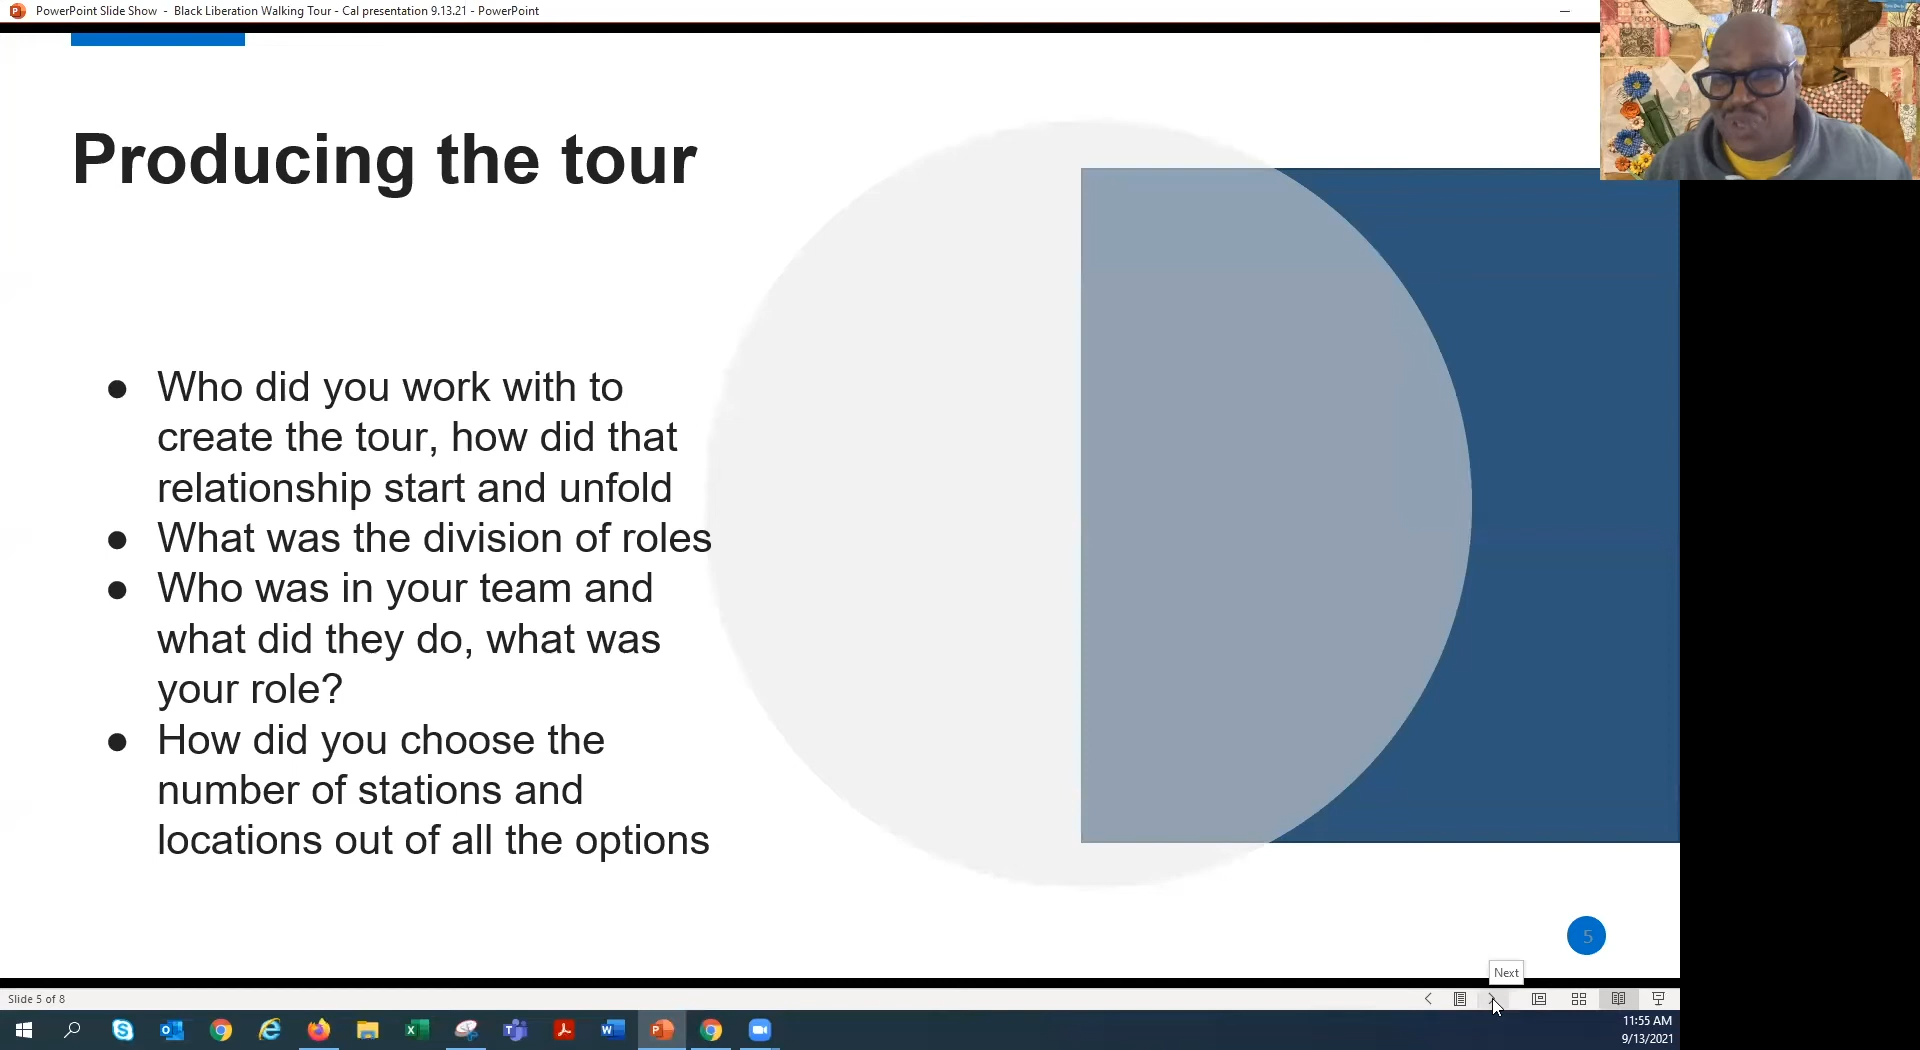 PowerPoint Slide Show - Black Liberation Walking Tour - Cal presentation 9.13.21 - PowerPoint
Producing the tour
● Who did you work with to
create the tour, how did that
relationship start and unfold
● What was the division of roles
● Who was in your team and
what did they do, what was
your role?
● How did you choose the
number of stations and
locations out of all the options
5
Next
Slide 5 of 8
11:55 AM
9/13/2021